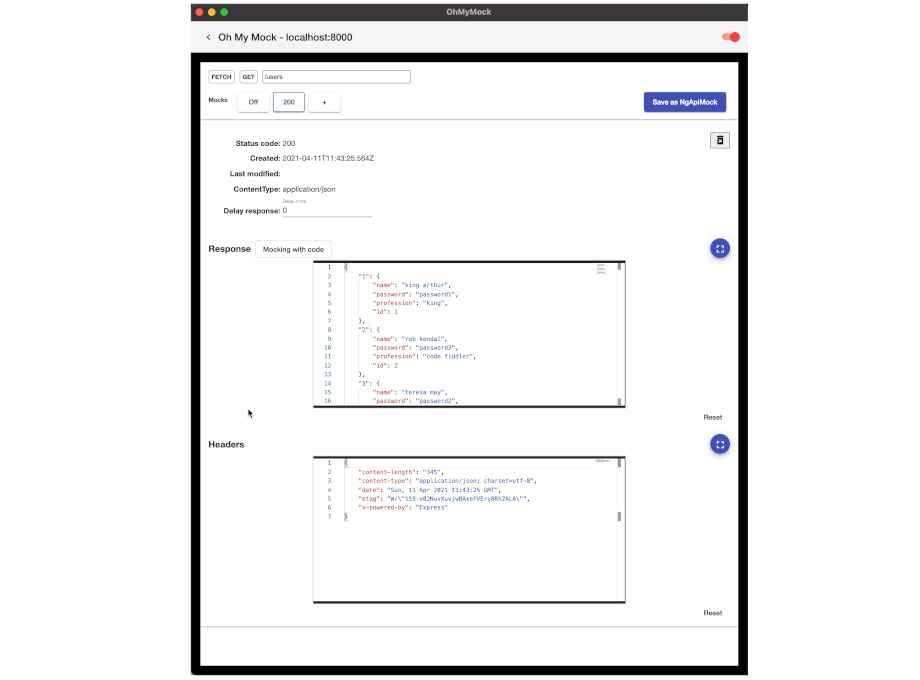 OhMyMock
Oh My Mock - localhost:8000
FETCH GET /users
Mocks Off 200 + Save as NgApiMock
Status code: 200
Created: 2021-04-11T11:43:25.564Z
Last modified:
ContentType: application/json
Delay in ms
Delay response: 0
Response Mocking with code
1 {
2 "1": {
3 "name": "king arthur",
4 "password": "password1",
5 "profession": "king",
6 "id": 1
7 },
8 "2": {
9 "name": "rob kendal",
10 "password": "password3",
11 "profession": "code fiddler",
12 "id": 2
13 },
14 "3": {
15 "name": "teresa may",
16 "password": "password2",
Reset
Headers
1 {
2 "content-length": "345",
3 "content-type": "application/json; charset=utf-8",
4 "date": "Sun, 11 Apr 2021 11:43:25 GMT",
5 "etag":
6 "x-powered-by": "Express"
7 }
Reset